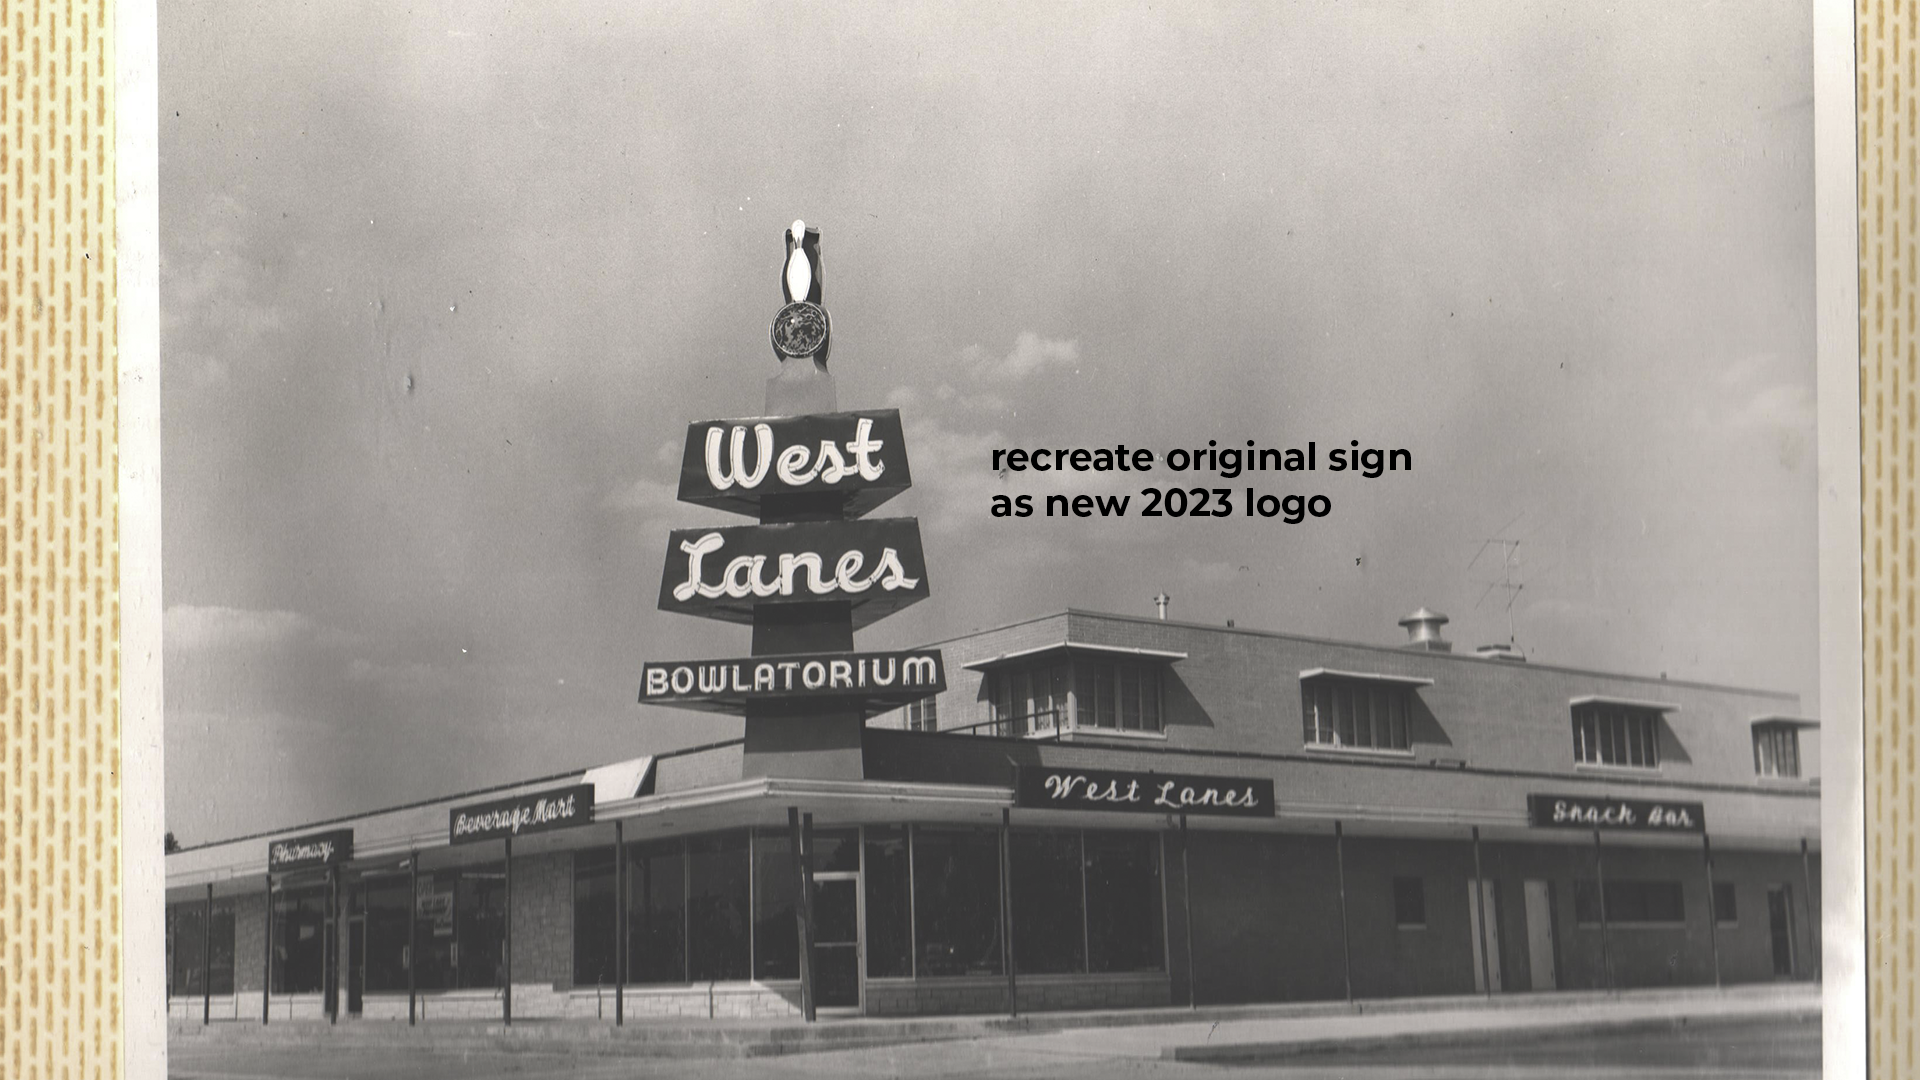 West
Lanes
BOWLATORIUM
recreate original sign
as new 2023 logo
Pharmacy
Beverage Mart
West Lanes
Snack Bar